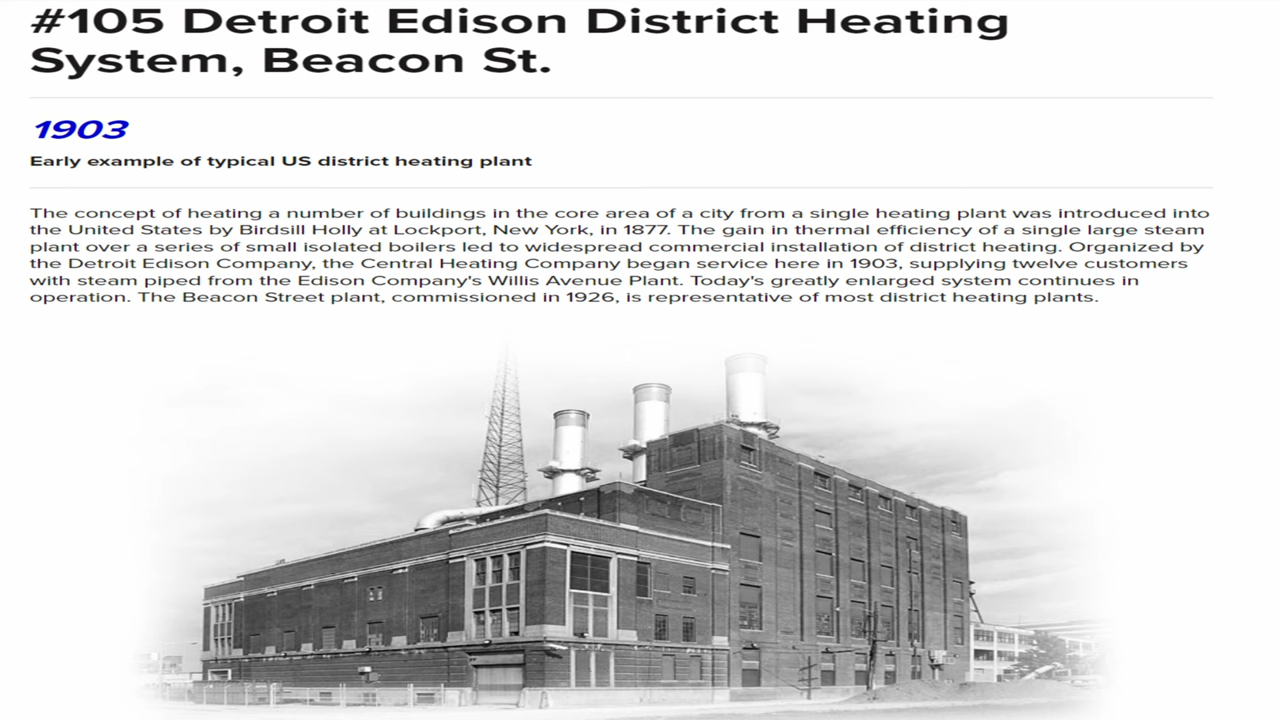 #105 Detroit Edison District Heating
System, Beacon St.
1903
Early example of typical US district heating plant
The concept of heating a number of buildings in the core area of a city from a single heating plant was introduced into
the United States by Birdsill Holly at Lockport, New York, in 1877. The gain in thermal efficiency of a single large steam
plant over a series of small isolated boilers led to widespread commercial installation of district heating. Organized by
the Detroit Edison Company, the Central Heating Company began service here in 1903, supplying twelve customers
with steam piped from the Edison Company's Willis Avenue Plant. Today's greatly enlarged system continues in
operation. The Beacon Street plant, commissioned in 1926, is representative of most district heating plants.